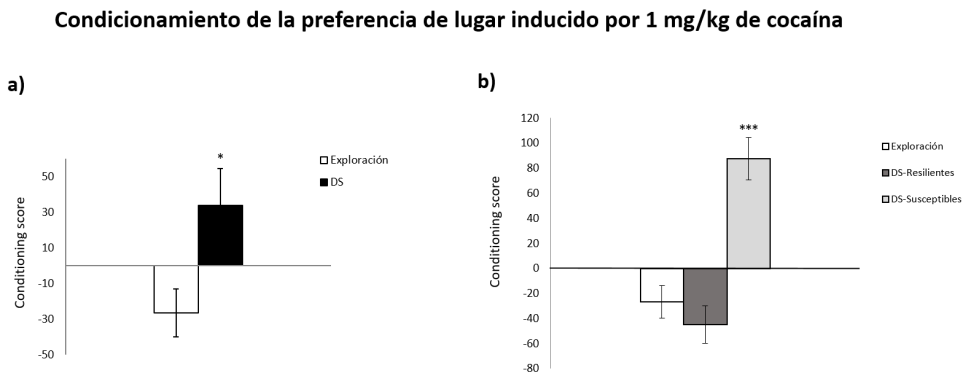 Condicionamiento de la preferencia de lugar inducido por 1 mg/kg de cocaína
a)
Conditioning score
50
30
10
-10
-30
-50
*
Exploración
DS
b)
Conditioning score
120
100
80
60
40
20
0
-20
-40
-60
-80
***
Exploración
DS-Resilientes
DS-Susceptibles